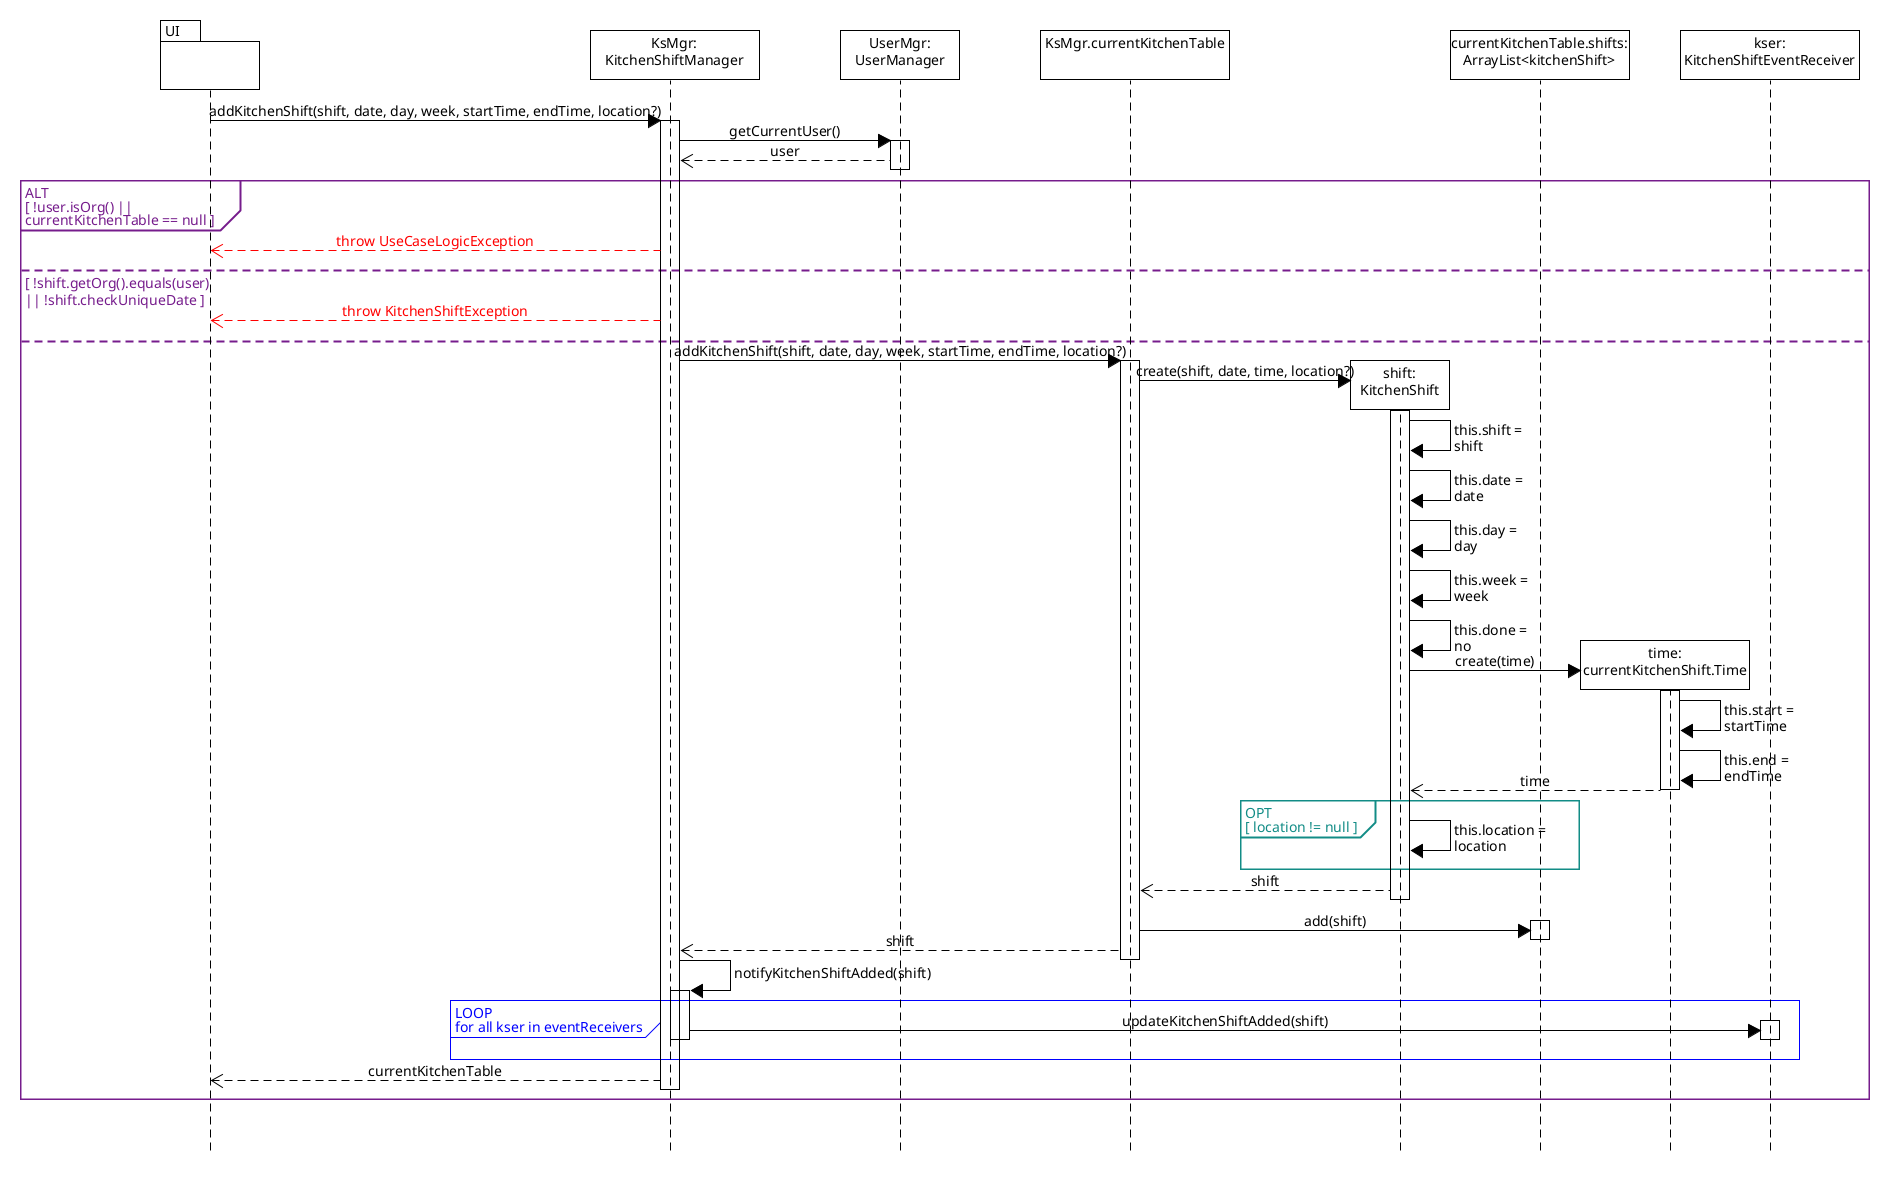 UI
KsMgr:
KitchenShiftManager
UserMgr:
UserManager
KsMgr.currentKitchenTable
currentKitchenTable.shifts:
ArrayList<kitchenShift>
kser:
KitchenShiftEventReceiver
addKitchenShift(shift, date, day, week, startTime, endTime, location?)
getCurrentUser()
user
ALT
[ !user.isOrg() ||
currentKitchenTable == null ]
throw UseCaseLogicException
[ !shift.getOrg().equals(user)
|| !shift.checkUniqueDate ]
throw KitchenShiftException
addKitchenShift(shift, date, day, week, startTime, endTime, location?)
create(shift, date, time, location?)
shift:
KitchenShift
this.shift =
shift
this.date =
date
this.day =
day
this.week =
week
this.done =
no
create(time)
time:
currentKitchenShift.Time
this.start =
startTime
this.end =
endTime
time
OPT
[ location != null ]
this.location =
location
shift
add(shift)
shift
notifyKitchenShiftAdded(shift)
LOOP
for all kser in eventReceivers
updateKitchenShiftAdded(shift)
currentKitchenTable